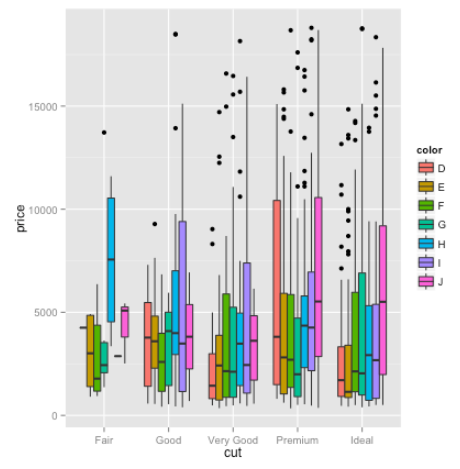 15000
10000
5000
0
price
Fair
Good
Very Good
Premium
Ideal
cut
color
D
E
F
G
H
I
J